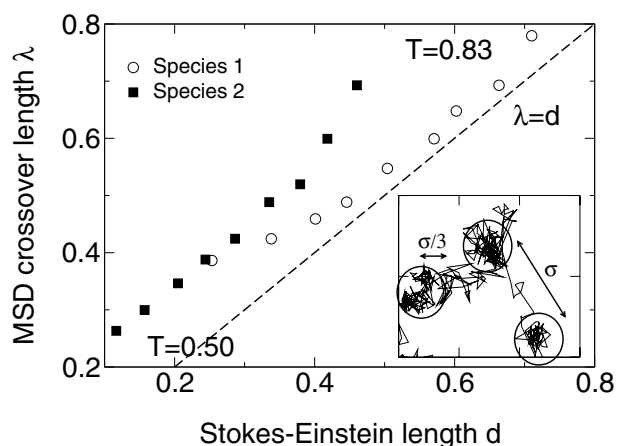 0.8
T=0.83
Species 1
Species 2
λ=d
0.6
MSD crossover length λ
σ/3
σ
0.4
T=0.50
0.2
0.2
0.4
0.6
0.8
Stokes-Einstein length d